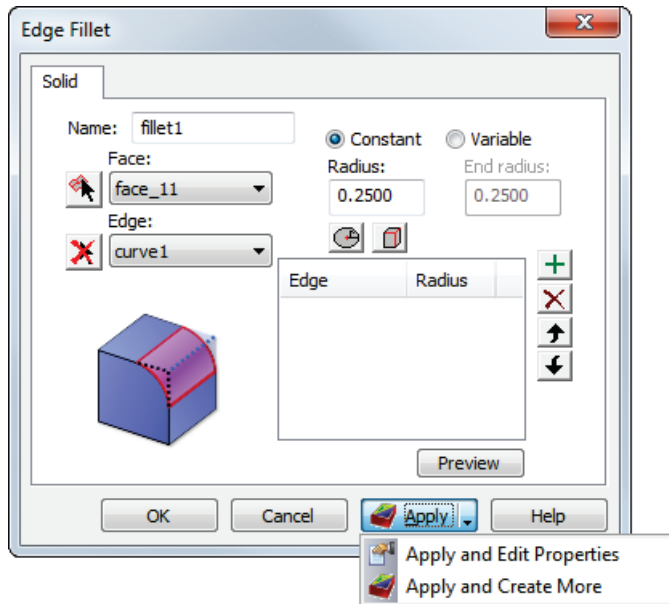 Edge Fillet
Solid
Name: fillet1
Constant Variable
Face:
face_11
Radius: End radius:
0.2500 0.2500
Edge:
curve1
Edge Radius
Preview
OK Cancel Apply Help
Apply and Edit Properties
Apply and Create More